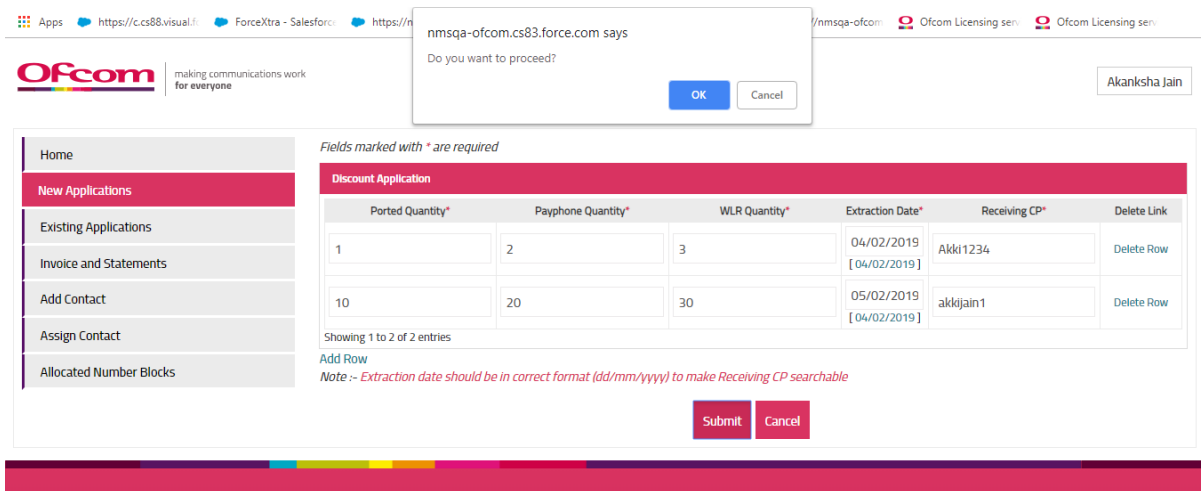 Apps https://c.cs88.visual.f ForceXtra - Salesforc https://n /nmsqa-ofcom Ofcom Licensing serv Ofcom Licensing serv
nmsqa-ofcom.cs83.force.com says
Do you want to proceed?
OK Cancel
Ofcom making communications work
for everyone
Akanksha Jain
Home
New Applications
Existing Applications
Invoice and Statements
Add Contact
Assign Contact
Allocated Number Blocks
Fields marked with * are required
Discount Application
Ported Quantity* Payphone Quantity* WLR Quantity* Extraction Date* Receiving CP* Delete Link
1 2 3 04/02/2019 Akki1234 Delete Row
[ 04/02/2019 ]
10 20 30 05/02/2019 akkijain1 Delete Row
[ 04/02/2019 ]
Showing 1 to 2 of 2 entries
Add Row
Note :- Extraction date should be in correct format (dd/mm/yyyy) to make Receiving CP searchable
Submit Cancel